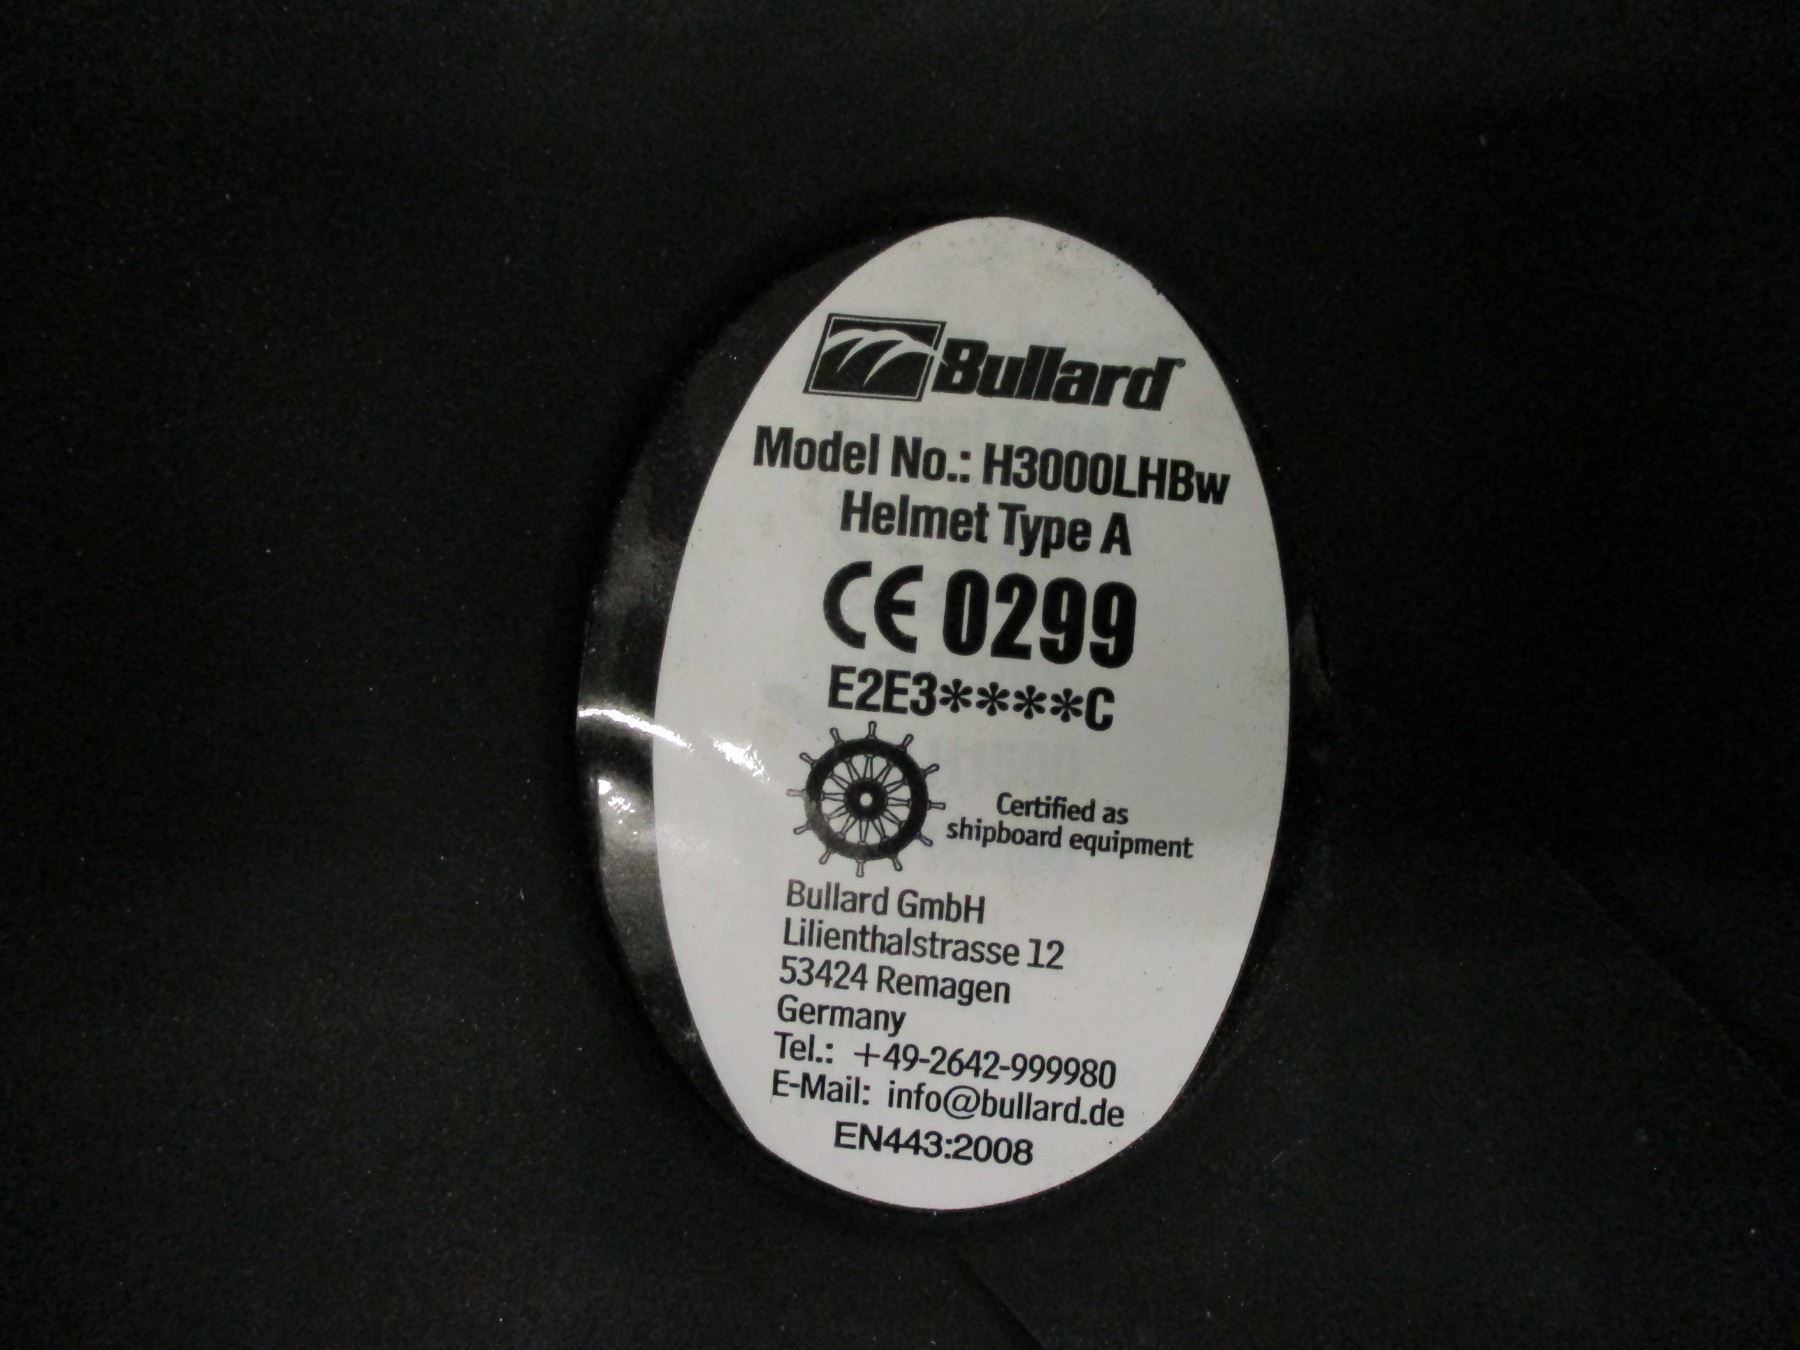 Bullard
Model No.: H3000LHBw
Helmet Type A
CE 0299
E2E3****C
Certified as
shipboard equipment
Bullard GmbH
Lilienthalstrasse 12
53424 Remagen
Germany
Tel.: +49-2642-999980
E-Mail: info@bullard.de
EN443:2008